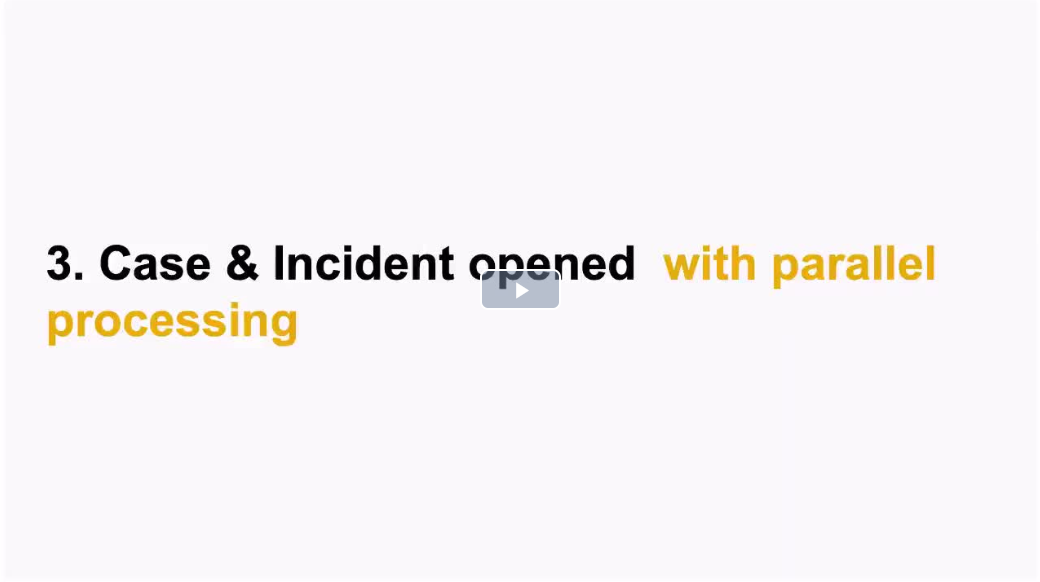 3. Case & Incident opened with parallel
processing